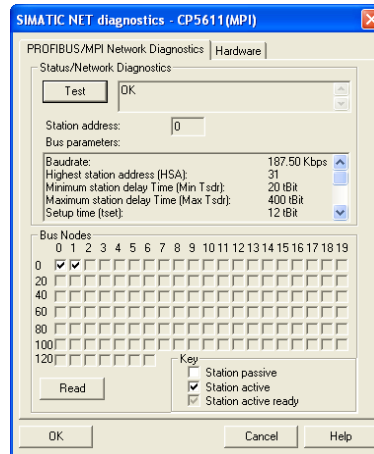 SIMATIC NET diagnostics - CP5611(MPI)
PROFIBUS/MPI Network Diagnostics Hardware
Status/Network Diagnostics
Test OK
Station address: 0
Bus parameters:
Baudrate: 187.50 Kbps
Highest station address (HSA): 31
Minimum station delay Time (Min Tsdr): 20 tBit
Maximum station delay Time (Max Tsdr): 400 tBit
Setup time (tset): 12 tBit
Bus Nodes
0 1 2 3 4 5 6 7 8 9 10 11 12 13 14 15 16 17 18 19
0
20
40
60
80
100
120
Key
Station passive
Read
Station active
Station active ready
OK Cancel Help